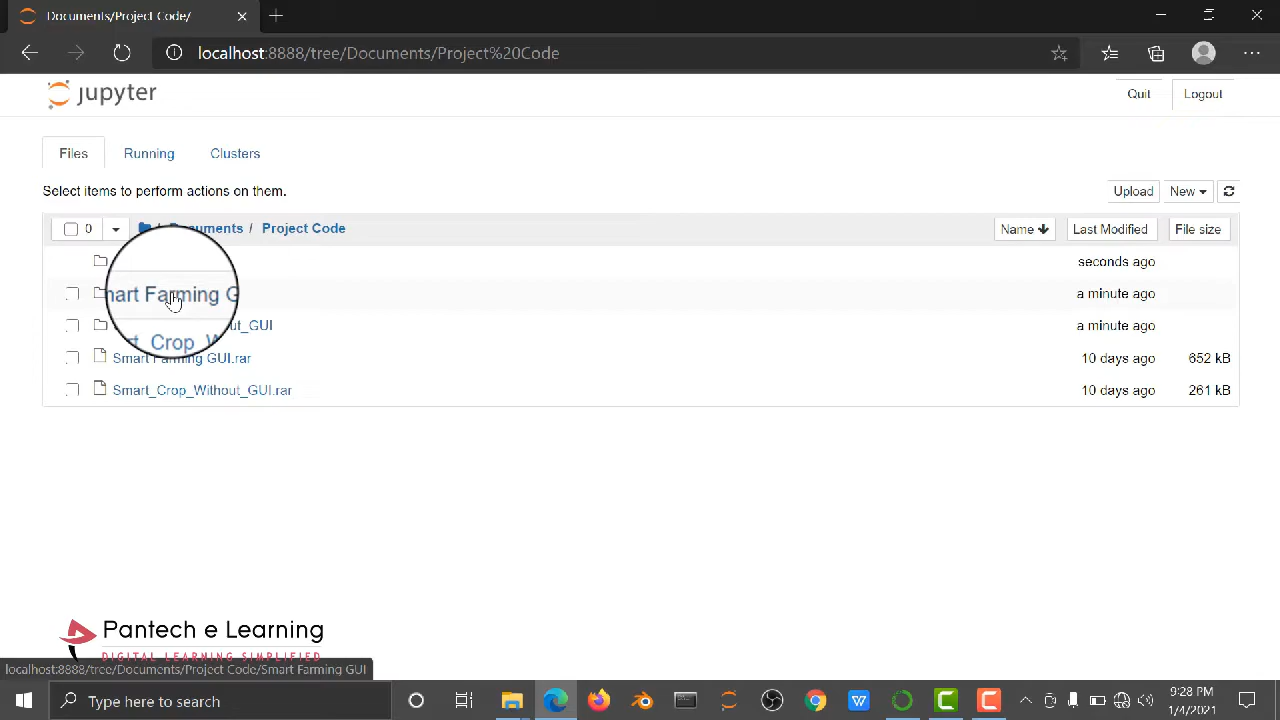 Documents/Project Code/
localhost:8888/tree/Documents/Project%20Code
jupyter
Quit
Logout
Files
Running
Clusters
Select items to perform actions on them.
Upload
New
0
/ Documents / Project Code
Name
Last Modified
File size
seconds ago
mart Farming G
a minute ago
rt_Crop_W
ut_GUI
a minute ago
Smart Farming GUI.rar
10 days ago
652 kB
Smart_Crop_Without_GUI.rar
10 days ago
261 kB
Pantech e Learning
DIGITAL LEARNING SIMPLIFIED
localhost:8888/tree/Documents/Project Code/Smart Farming GUI
Type here to search
9:28 PM
1/4/2021